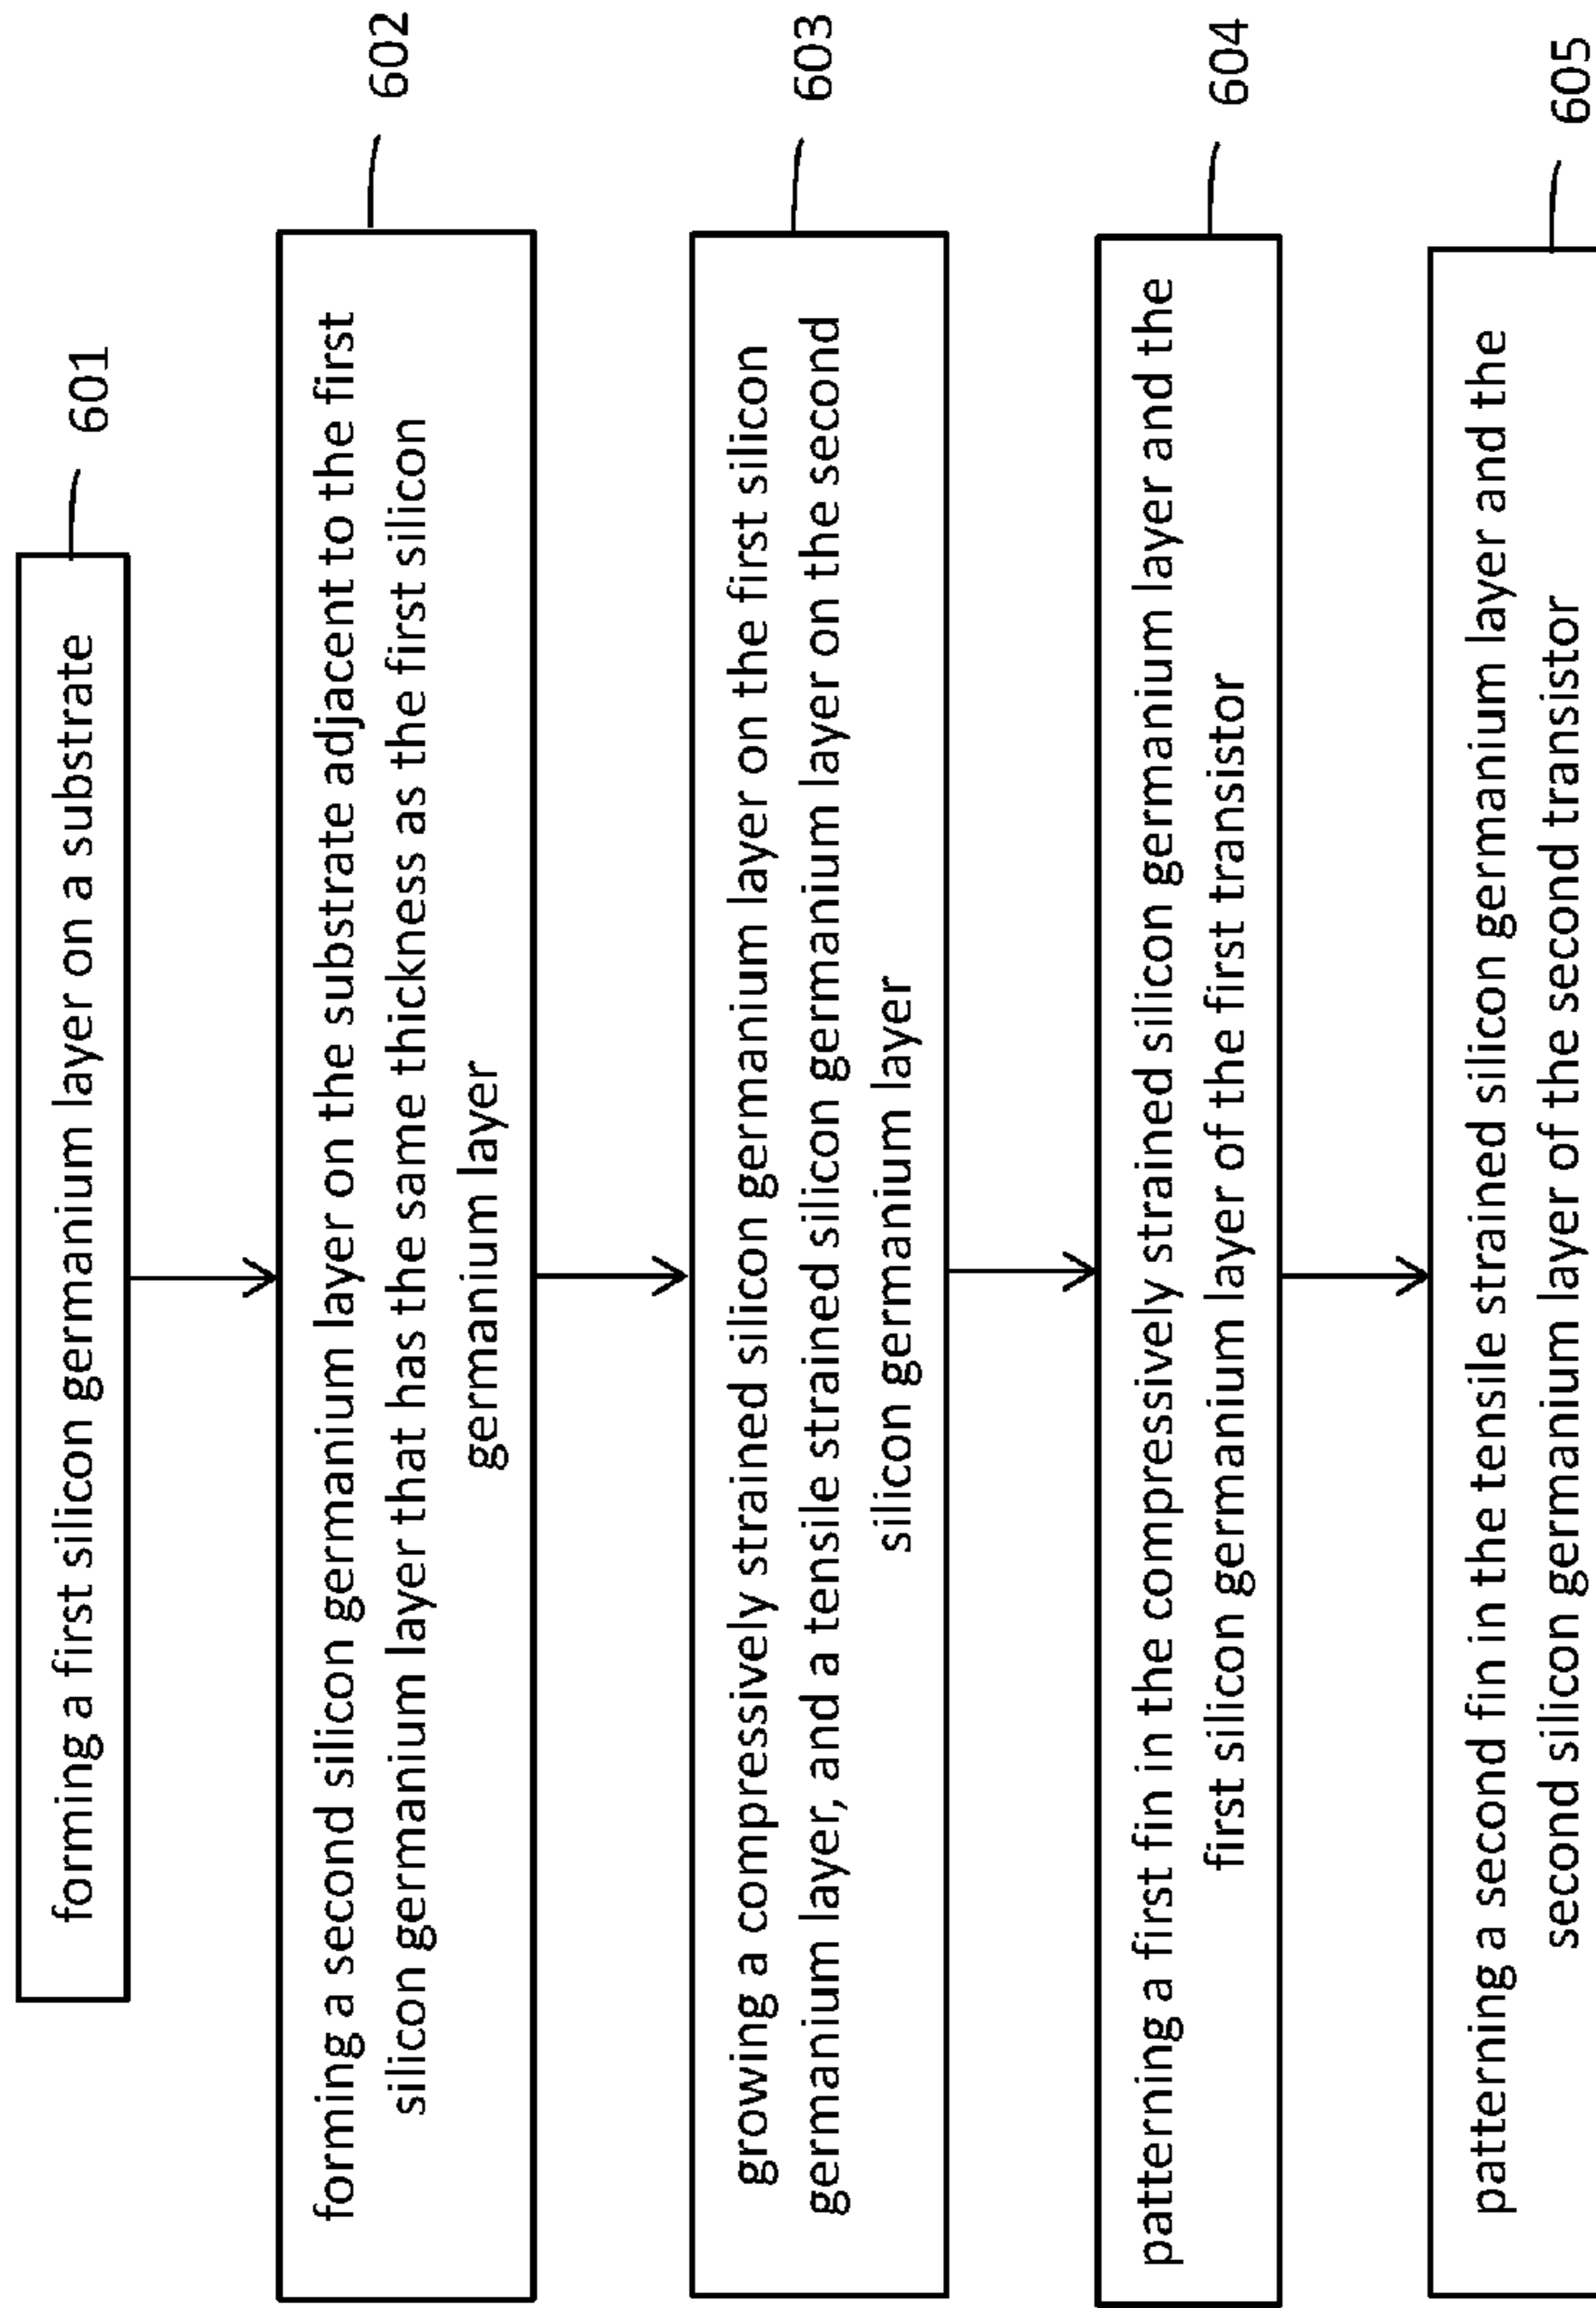 forming a first silicon germanium layer on a substrate
601
forming a second silicon germanium layer on the substrate adjacent to the first
silicon germanium layer that has the same thickness as the first silicon
germanium layer
602
growing a compressively strained silicon germanium layer on the first silicon
germanium layer, and a tensile strained silicon germanium layer on the second
silicon germanium layer
603
patterning a first fin in the compressively strained silicon germanium layer and the
first silicon germanium layer of the first transistor
604
patterning a second fin in the tensile strained silicon germanium layer and the
second silicon germanium layer of the second transistor
605